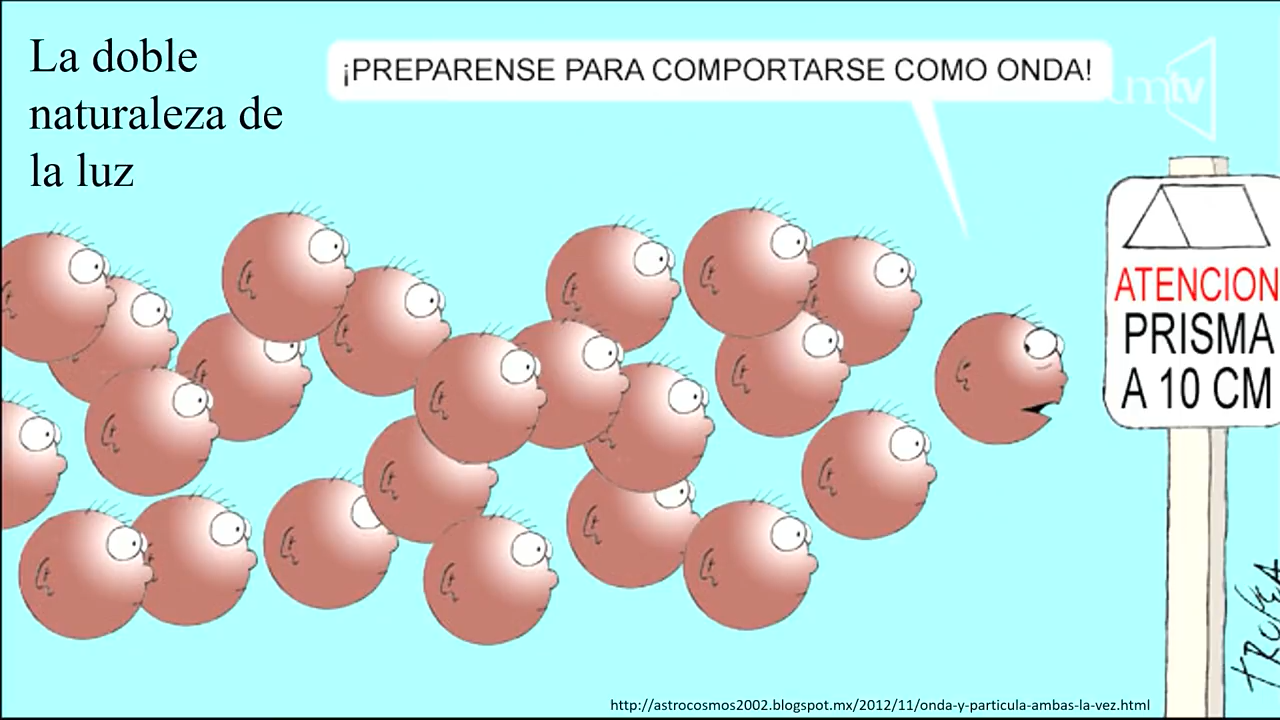 La doble
naturaleza de
la luz
¡PREPARENSE PARA COMPORTARSE COMO ONDA!
tv
ATENCION
PRISMA
A 10 CM
http://astrocosmos2002.blogspot.mx/2012/11/onda-y-particula-ambas-la-vez.html